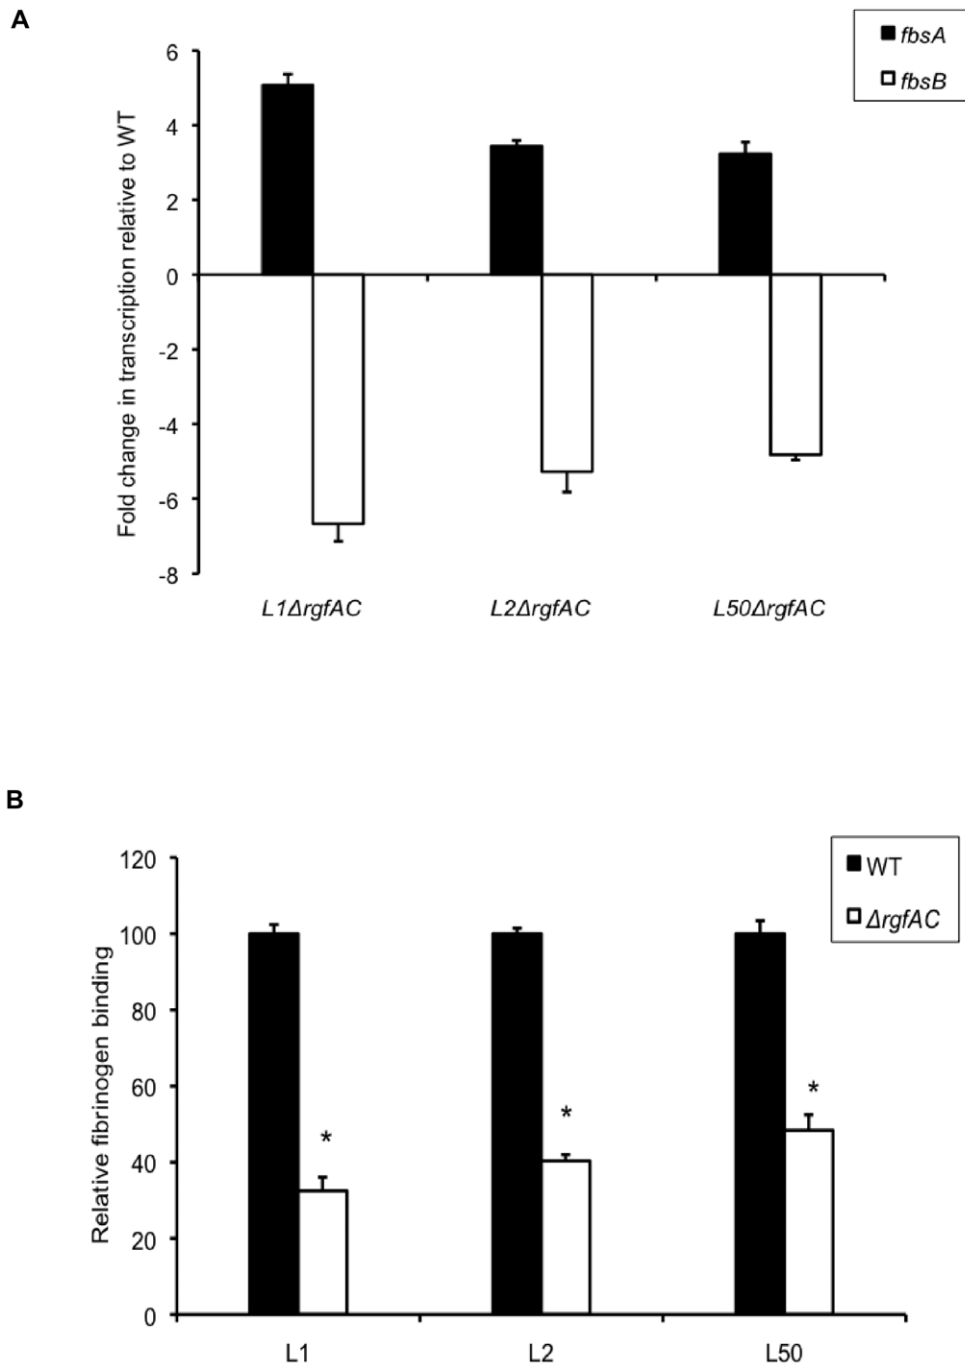 A
fbsA
fbsB
Fold change in transcription relative to WT
6
4
2
0
-2
-4
-6
-8
L1ΔrgfAC
L2ΔrgfAC
L50ΔrgfAC
B
WT
ΔrgfAC
Relative fibrinogen binding
120
100
80
60
40
20
0
*
*
*
L1
L2
L50